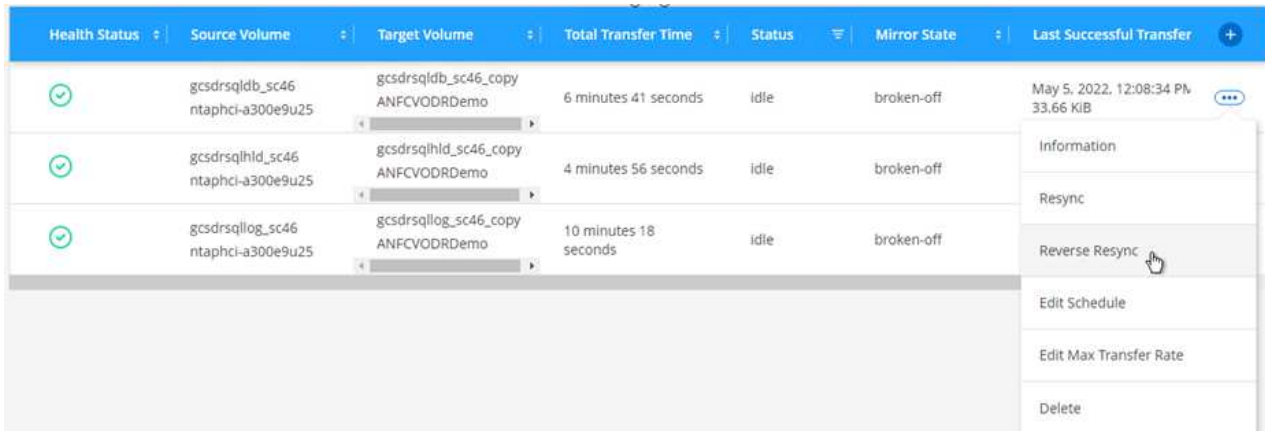 Health Status
Source Volume
Target Volume
Total Transfer Time
Status
Mirror State
Last Successful Transfer
gcsdrsqldb_sc46
ntaphci-a300e9u25
gcsdrsqldb_sc46_copy
ANFCVODRDemo
6 minutes 41 seconds
idle
broken-off
May 5, 2022, 12:08:34 PM
33.66 KiB
gcsdrsqlhld_sc46
ntaphci-a300e9u25
gcsdrsqlhld_sc46_copy
ANFCVODRDemo
4 minutes 56 seconds
idle
broken-off
gcsdrsqllog_sc46
ntaphci-a300e9u25
gcsdrsqllog_sc46_copy
ANFCVODRDemo
10 minutes 18
seconds
idle
broken-off
Information
Resync
Reverse Resync
Edit Schedule
Edit Max Transfer Rate
Delete